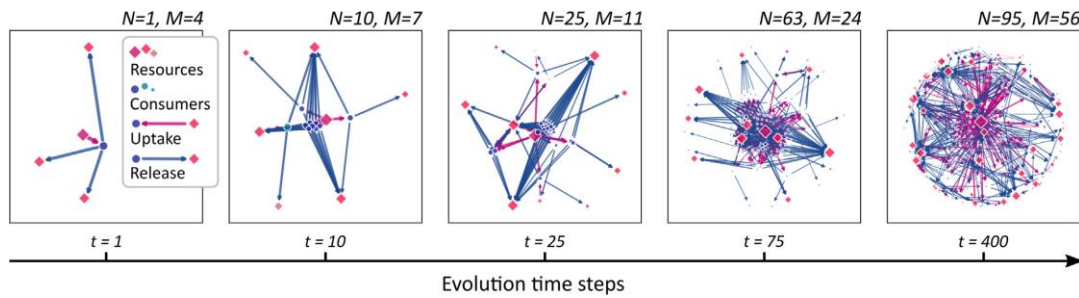 N=1, M=4
N=10, M=7
N=25, M=11
N=63, M=24
N=95, M=56
Resources
Consumers
Uptake
Release
t = 1
t = 10
t = 25
t = 75
t = 400
Evolution time steps